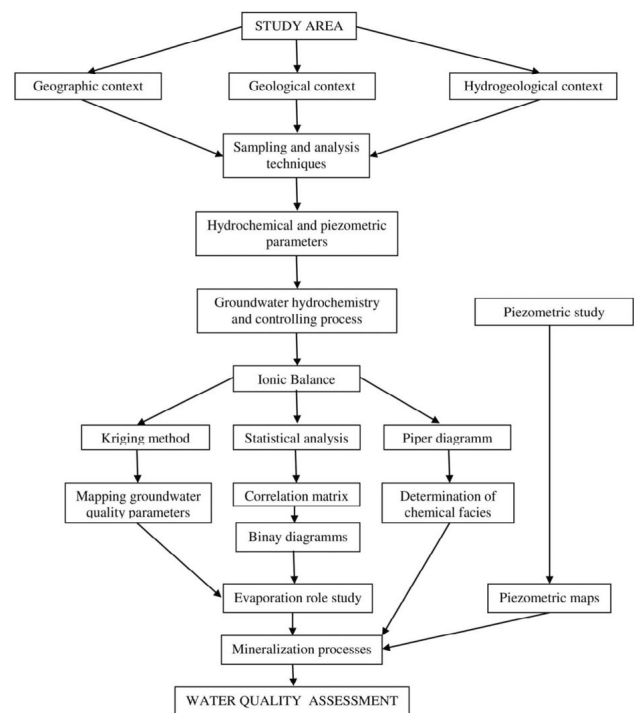 STUDY AREA
Geographic context
Geological context
Hydrogeological context
Sampling and analysis
techniques
Hydrochemical and piezometric
parameters
Groundwater hydrochemistry
and controlling process
Piezometric study
Ionic Balance
Kriging method
Statistical analysis
Piper diagramm
Mapping groundwater
quality parameters
Correlation matrix
Determination of
chemical facies
Binay diagramms
Evaporation role study
Piezometric maps
Mineralization processes
WATER QUALITY ASSESSMENT